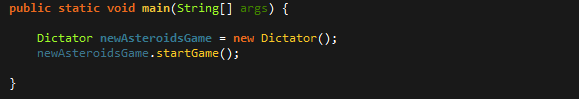 public static void main(String[] args) {
Dictator newAsteroidsGame = new Dictator();
newAsteroidsGame.startGame();
}